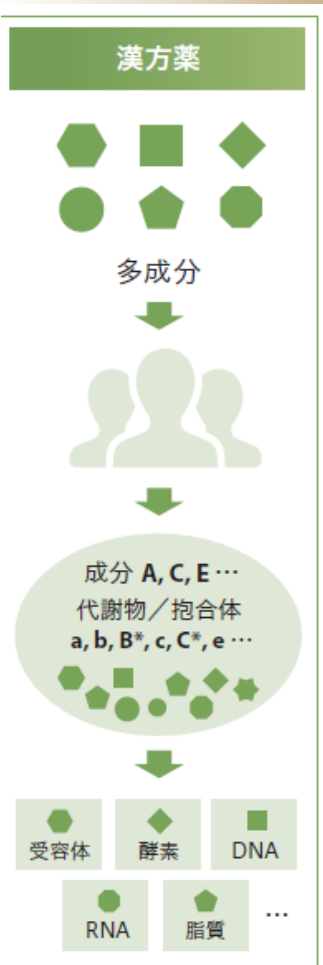 漢方薬
多成分
成分 A, C, E …
代謝物／抱合体
a, b, B*, c, C*, e …
受容体
酵素
DNA
RNA
脂質
…